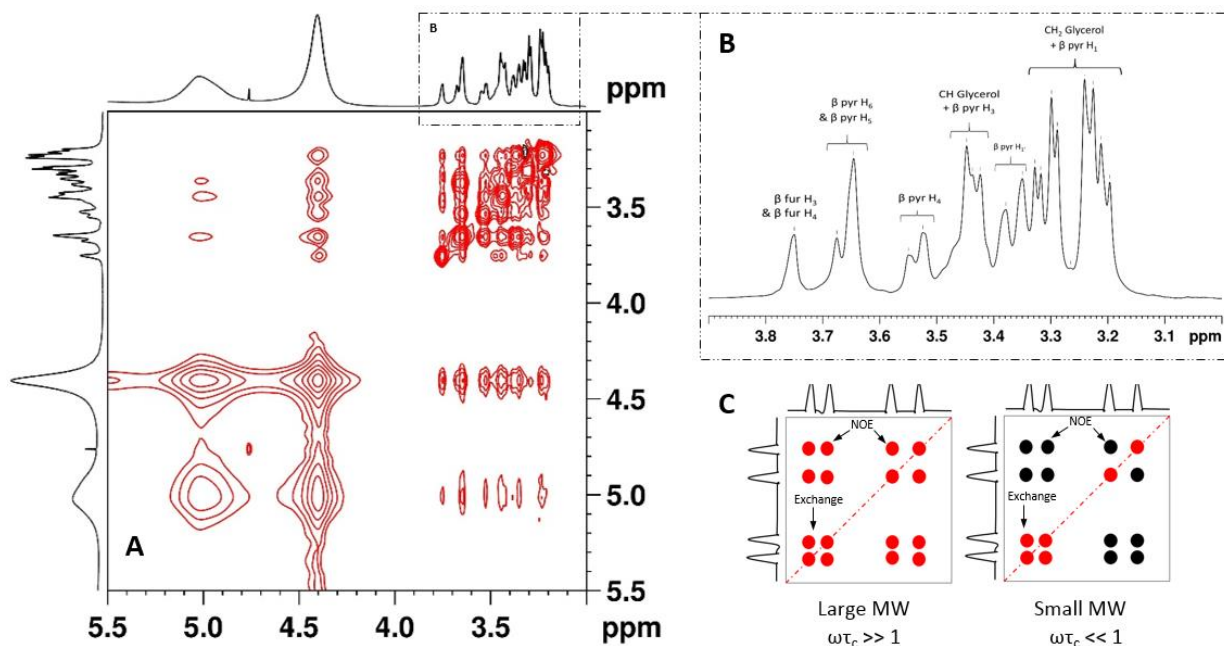 B
ppm
3.5
4.0
4.5
5.0
5.5
A
5.5 5.0 4.5 4.0 3.5 ppm
B
CH₂ Glycerol
+ β pyr H₁
β pyr H₆
& β pyr H₅
CH Glycerol
+ β pyr H₃
β pyr H₁'
β fur H₃
& β fur H₄
β pyr H₄
3.8 3.7 3.6 3.5 3.4 3.3 3.2 3.1 ppm
C
NOE
Exchange
Large MW
ωτc >> 1
NOE
Exchange
Small MW
ωτc << 1